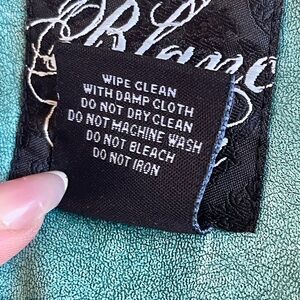 Blanc
WIPE CLEAN
WITH DAMP CLOTH
DO NOT DRY CLEAN
DO NOT MACHINE WASH
DO NOT BLEACH
DO NOT IRON